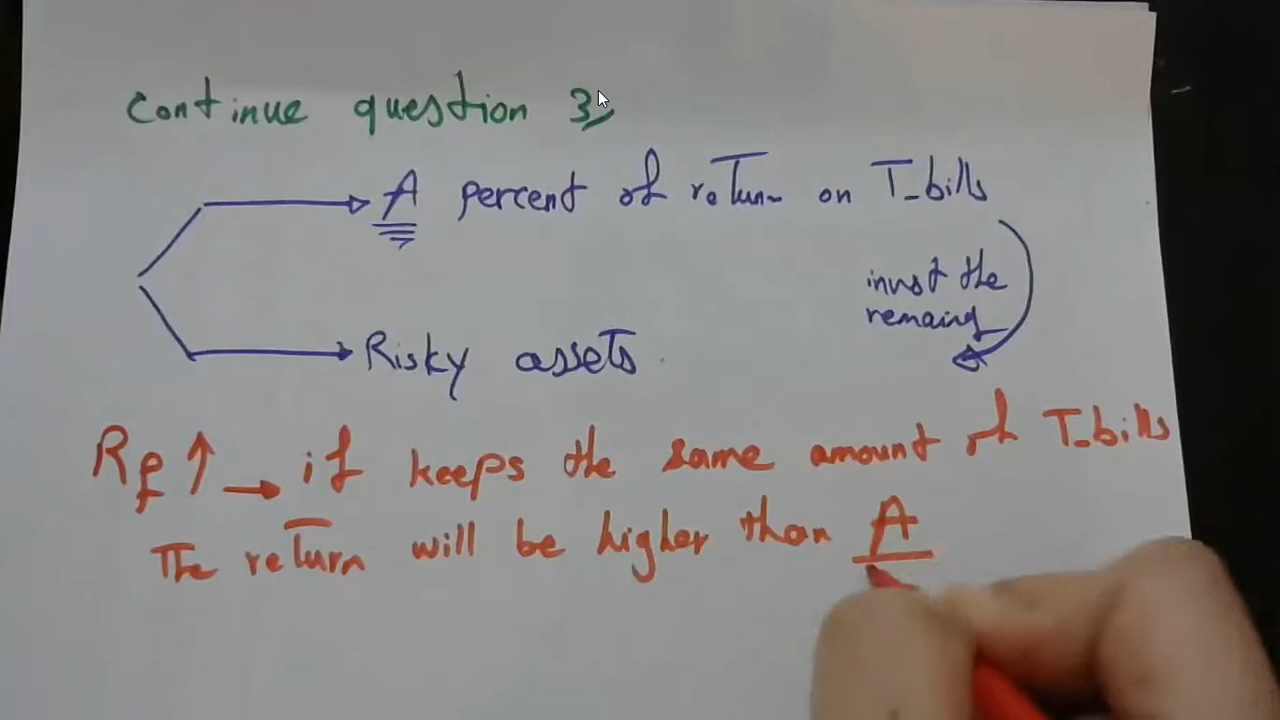 Continue question 3)
A percent of return on T-bills
invest the
remaing
Risky assets
Rf ↑ → if keeps the same amount of T-bills
The return will be higher than A